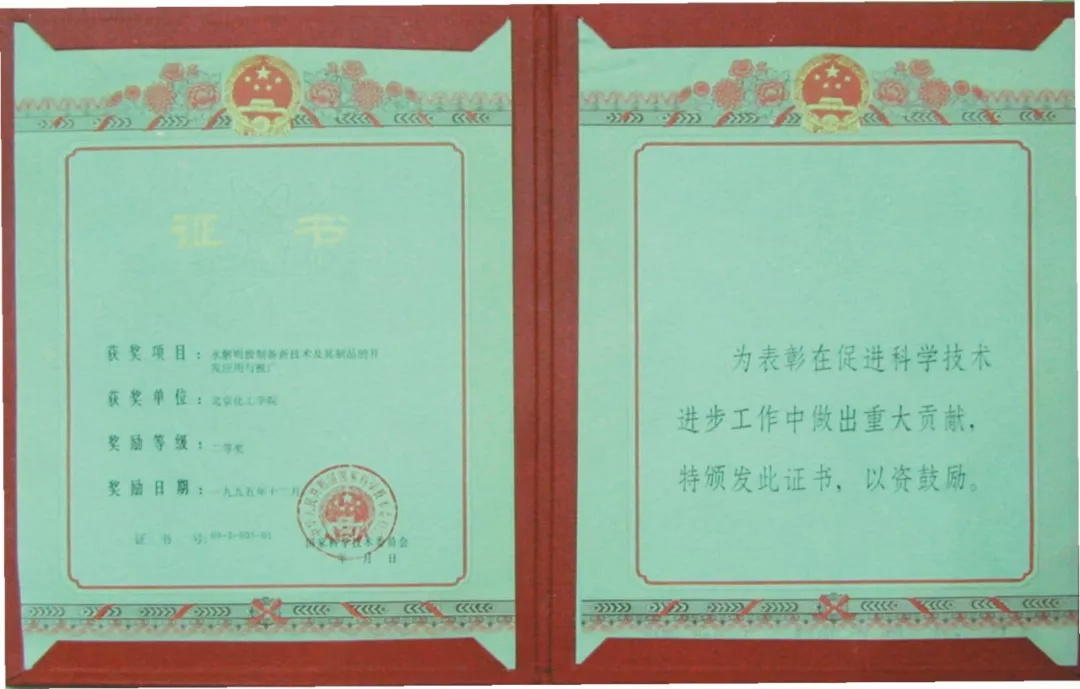 证书
获奖项目：水解明胶制备新技术及其制品的开
发应用与推广
获奖单位：北京化工学院
奖励等级：二等奖
奖励日期：一九九五年十二月
证书号：
国家科学技术委员会
年 月 日
为表彰在促进科学技术
进步工作中做出重大贡献，
特颁发此证书，以资鼓励。